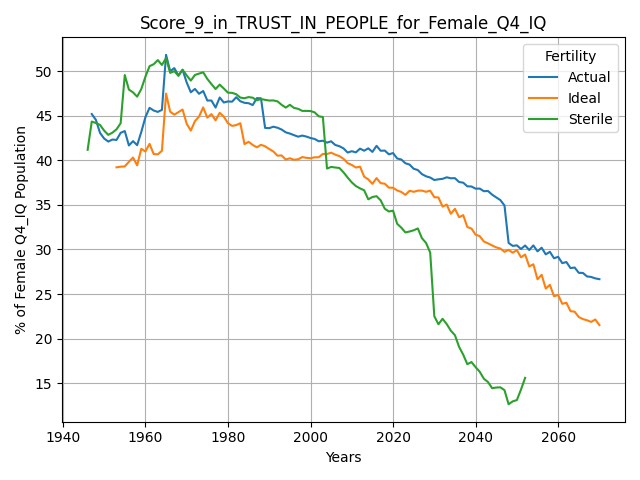 Score_9_in_TRUST_IN_PEOPLE_for_Female_Q4_IQ
% of Female Q4_IQ Population
50
45
40
35
30
25
20
15
Fertility
Actual
Ideal
Sterile
1940 1960 1980 2000 2020 2040 2060
Years